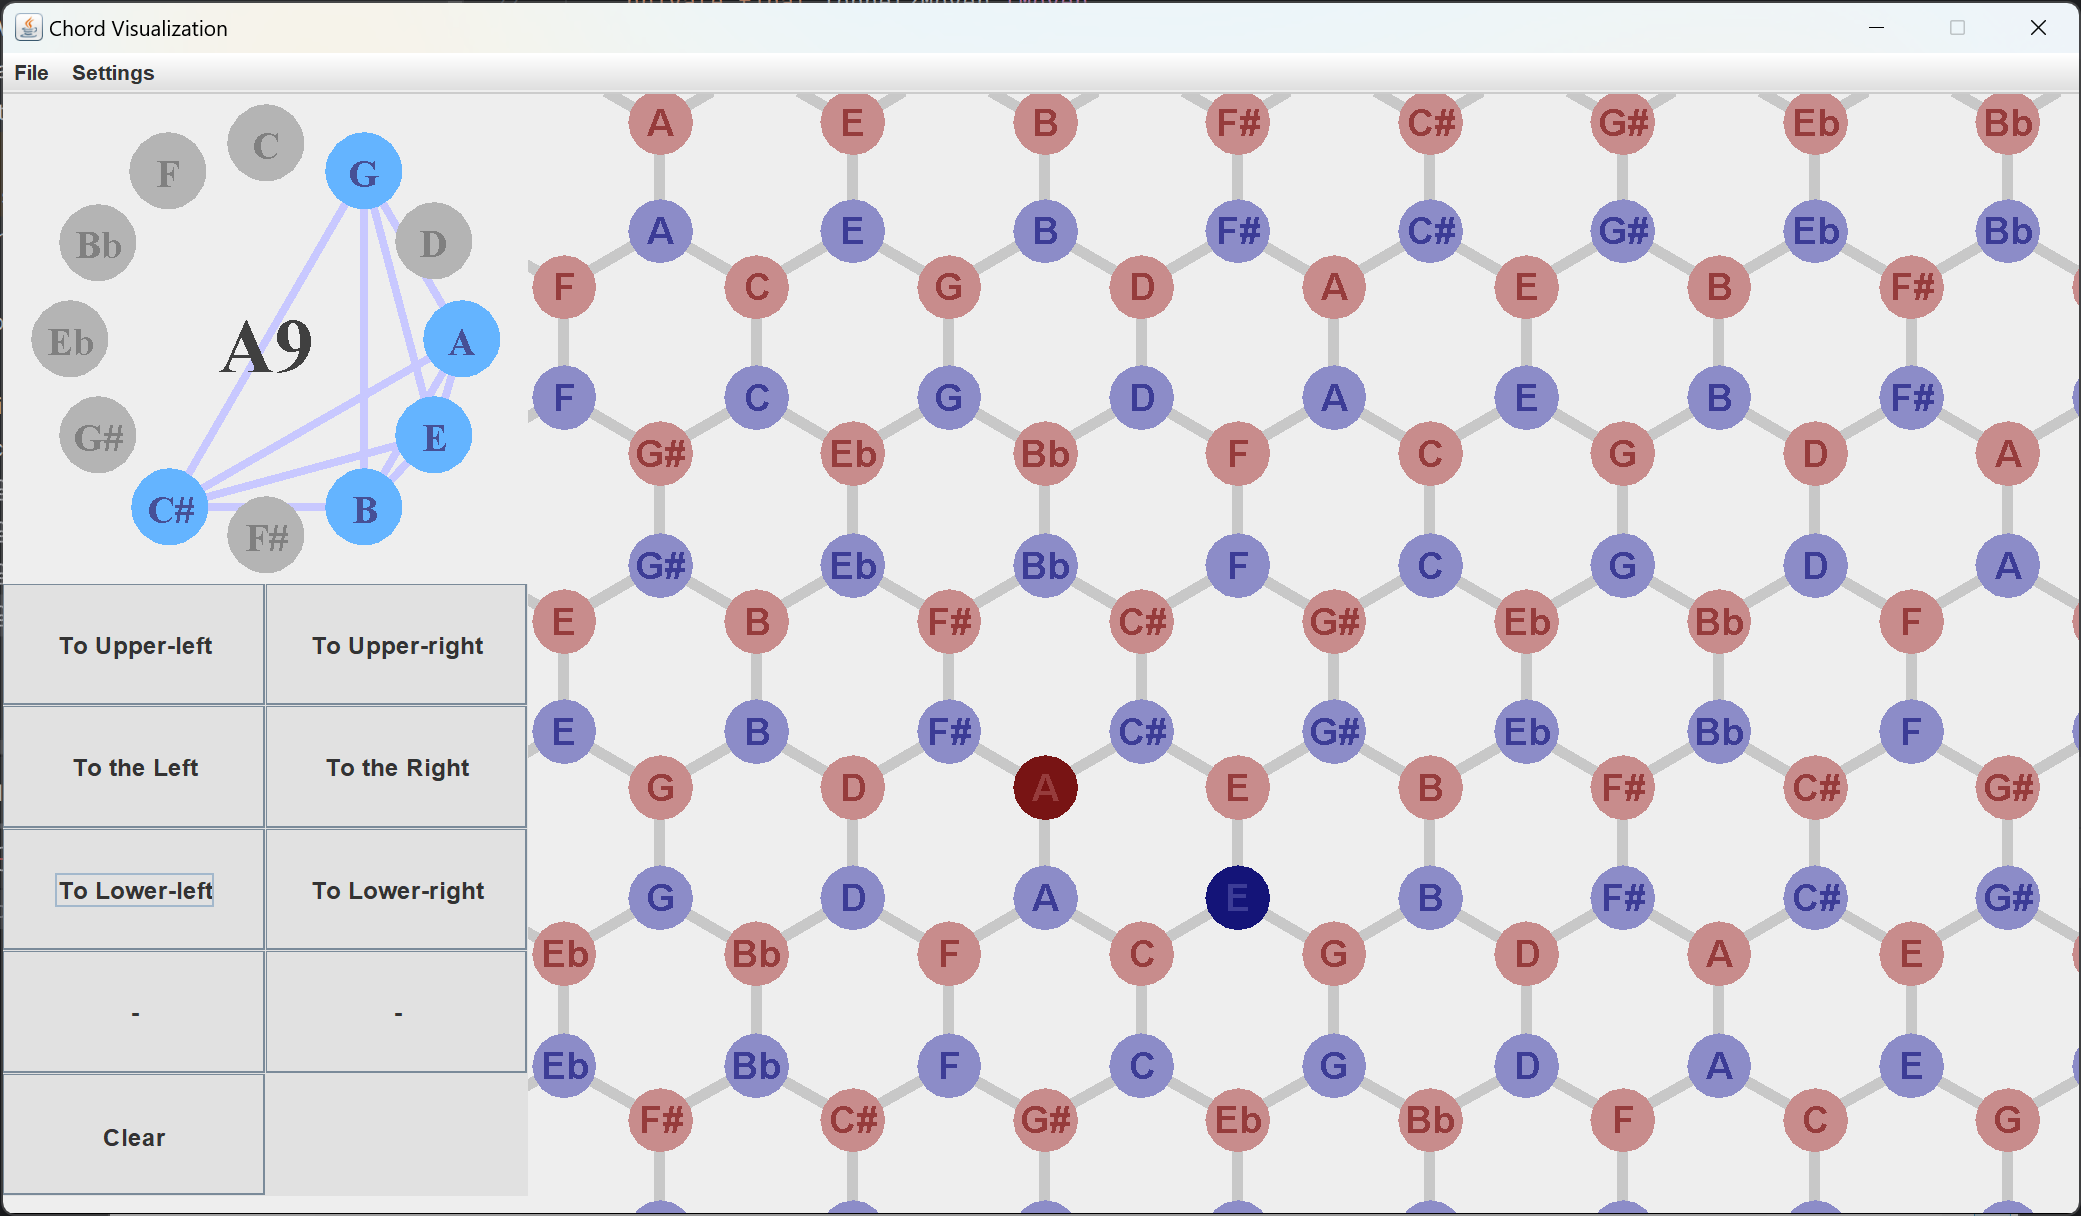 Chord Visualization
File Settings
C
F G
Bb D
Eb A9 A
G# E
C# B
F#
To Upper-left To Upper-right
To the Left To the Right
To Lower-left To Lower-right
- -
Clear
A E B F# C# G# Eb Bb
A E B F# C# G# Eb Bb
F C G D A E B F#
F C G D A E B F#
G# Eb Bb F C G D A
G# Eb Bb F C G D A
E B F# C# G# Eb Bb F
E B F# C# G# Eb Bb F
G D A E B F# C# G#
G D A E B F# C# G#
Eb Bb F C G D A E
Eb Bb F C G D A E
F# C# G# Eb Bb F C G